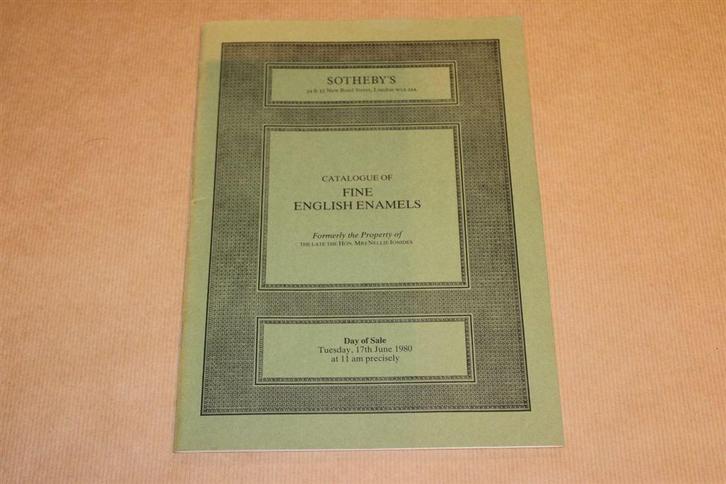 SOTHEBY'S
34 & 35 New Bond Street, London W1A 2AA
CATALOGUE OF
FINE
ENGLISH ENAMELS
Formerly the Property of
THE LATE THE HON. MRS NELLIE IONIDES
Day of Sale
Tuesday, 17th June 1980
at 11 am precisely